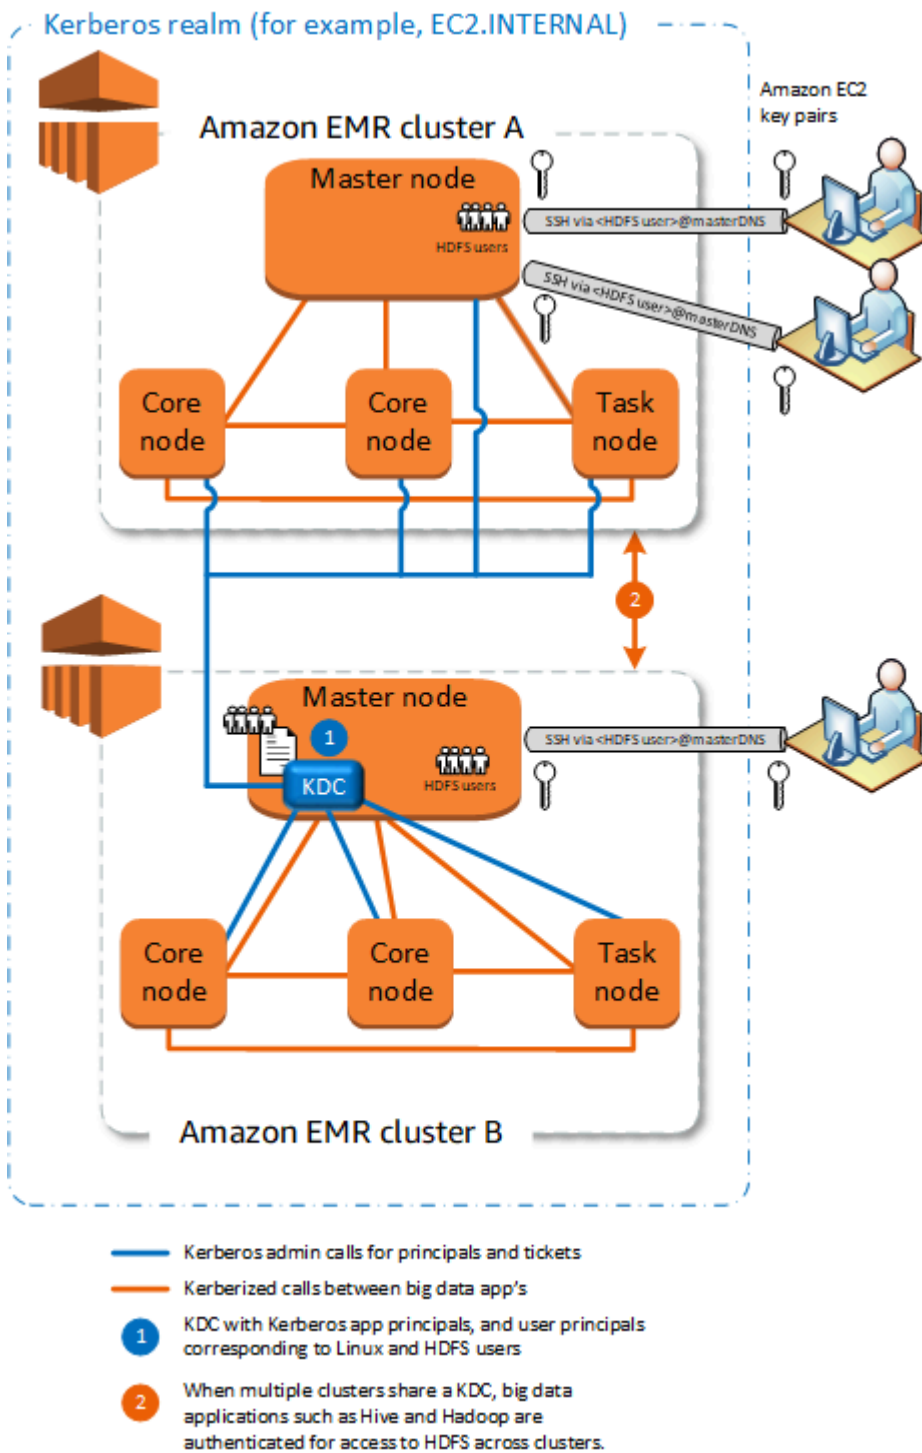 Kerberos realm (for example, EC2.INTERNAL)
Amazon EC2
key pairs
Amazon EMR cluster A
Master node
HDFS users
SSH via <HDFS user>@masterDNS
SSH via <HDFS user>@masterDNS
Core
node
Core
node
Task
node
2
Master node
1
KDC
HDFS users
SSH via <HDFS user>@masterDNS
Core
node
Core
node
Task
node
Amazon EMR cluster B
Kerberos admin calls for principals and tickets
Kerberized calls between big data app's
1
KDC with Kerberos app principals, and user principals
corresponding to Linux and HDFS users
2
When multiple clusters share a KDC, big data
applications such as Hive and Hadoop are
authenticated for access to HDFS across clusters.